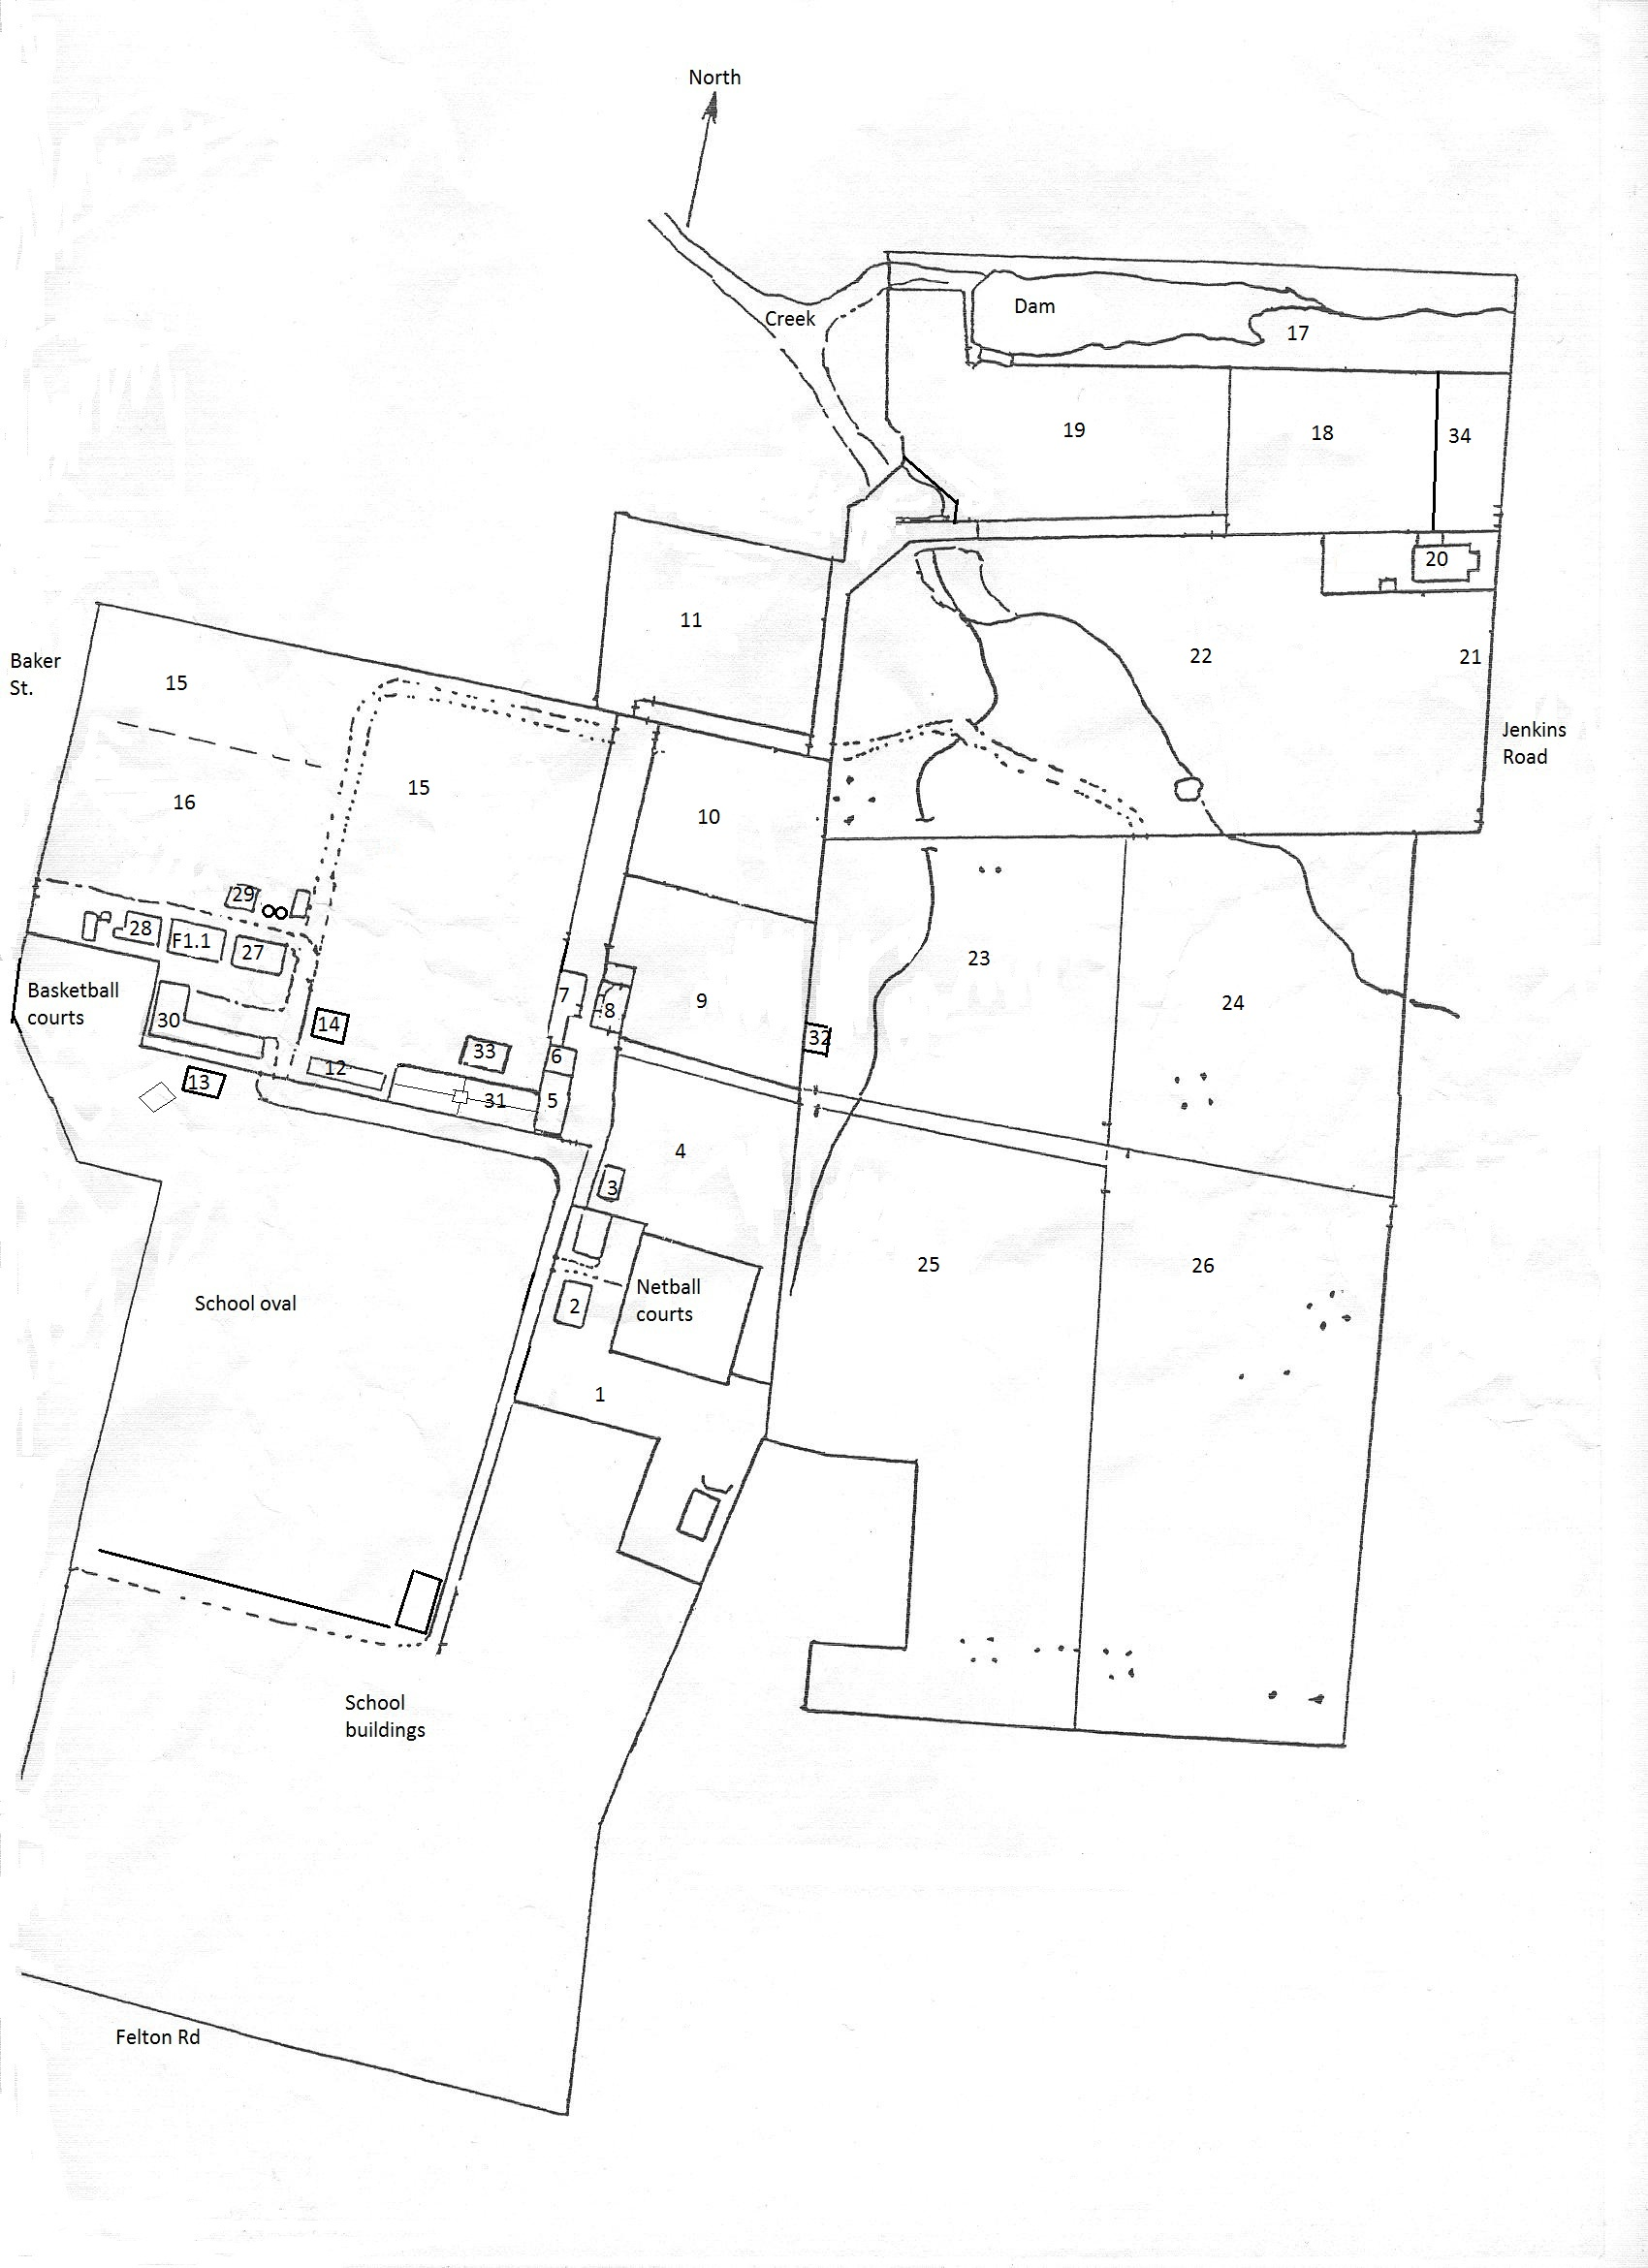 North
Creek
Dam
17
19
18
34
20
11
22
21
Baker
St.
15
Jenkins
Road
15
16
10
29
28
F1.1
27
23
Basketball
courts
7
8
9
24
30
14
32
33
6
12
13
31
5
4
3
25
26
School oval
Netball
courts
2
1
School
buildings
Felton Rd